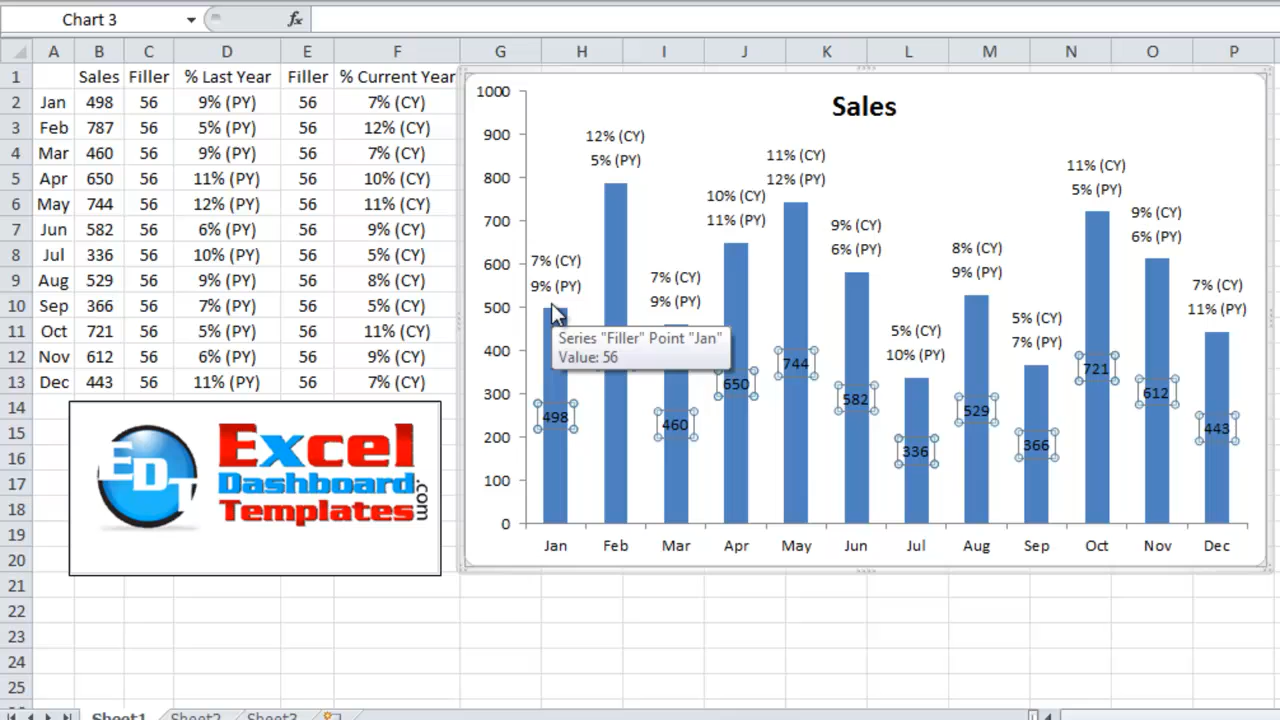 Chart 3
fx
A B C D E F G H I J K L M N O P
1 Sales Filler % Last Year Filler % Current Year
2 Jan 498 56 9% (PY) 56 7% (CY)
3 Feb 787 56 5% (PY) 56 12% (CY)
4 Mar 460 56 9% (PY) 56 7% (CY)
5 Apr 650 56 11% (PY) 56 10% (CY)
6 May 744 56 12% (PY) 56 11% (CY)
7 Jun 582 56 6% (PY) 56 9% (CY)
8 Jul 336 56 10% (PY) 56 5% (CY)
9 Aug 529 56 9% (PY) 56 8% (CY)
10 Sep 366 56 7% (PY) 56 5% (CY)
11 Oct 721 56 5% (PY) 56 11% (CY)
12 Nov 612 56 6% (PY) 56 9% (CY)
13 Dec 443 56 11% (PY) 56 7% (CY)
14
15
16
17
18
19
20
21
22
23
24
25
EDT
Excel
Dashboard
Templates
.com
Sales
1000
900
800
700
600
500
400
300
200
100
0
7% (CY)
9% (PY)
12% (CY)
5% (PY)
7% (CY)
9% (PY)
10% (CY)
11% (PY)
11% (CY)
12% (PY)
9% (CY)
6% (PY)
5% (CY)
10% (PY)
8% (CY)
9% (PY)
5% (CY)
7% (PY)
11% (CY)
5% (PY)
9% (CY)
6% (PY)
7% (CY)
11% (PY)
Series "Filler" Point "Jan"
Value: 56
498
460
650
744
582
336
529
366
721
612
443
Jan Feb Mar Apr May Jun Jul Aug Sep Oct Nov Dec
Sheet1 Sheet2 Sheet3